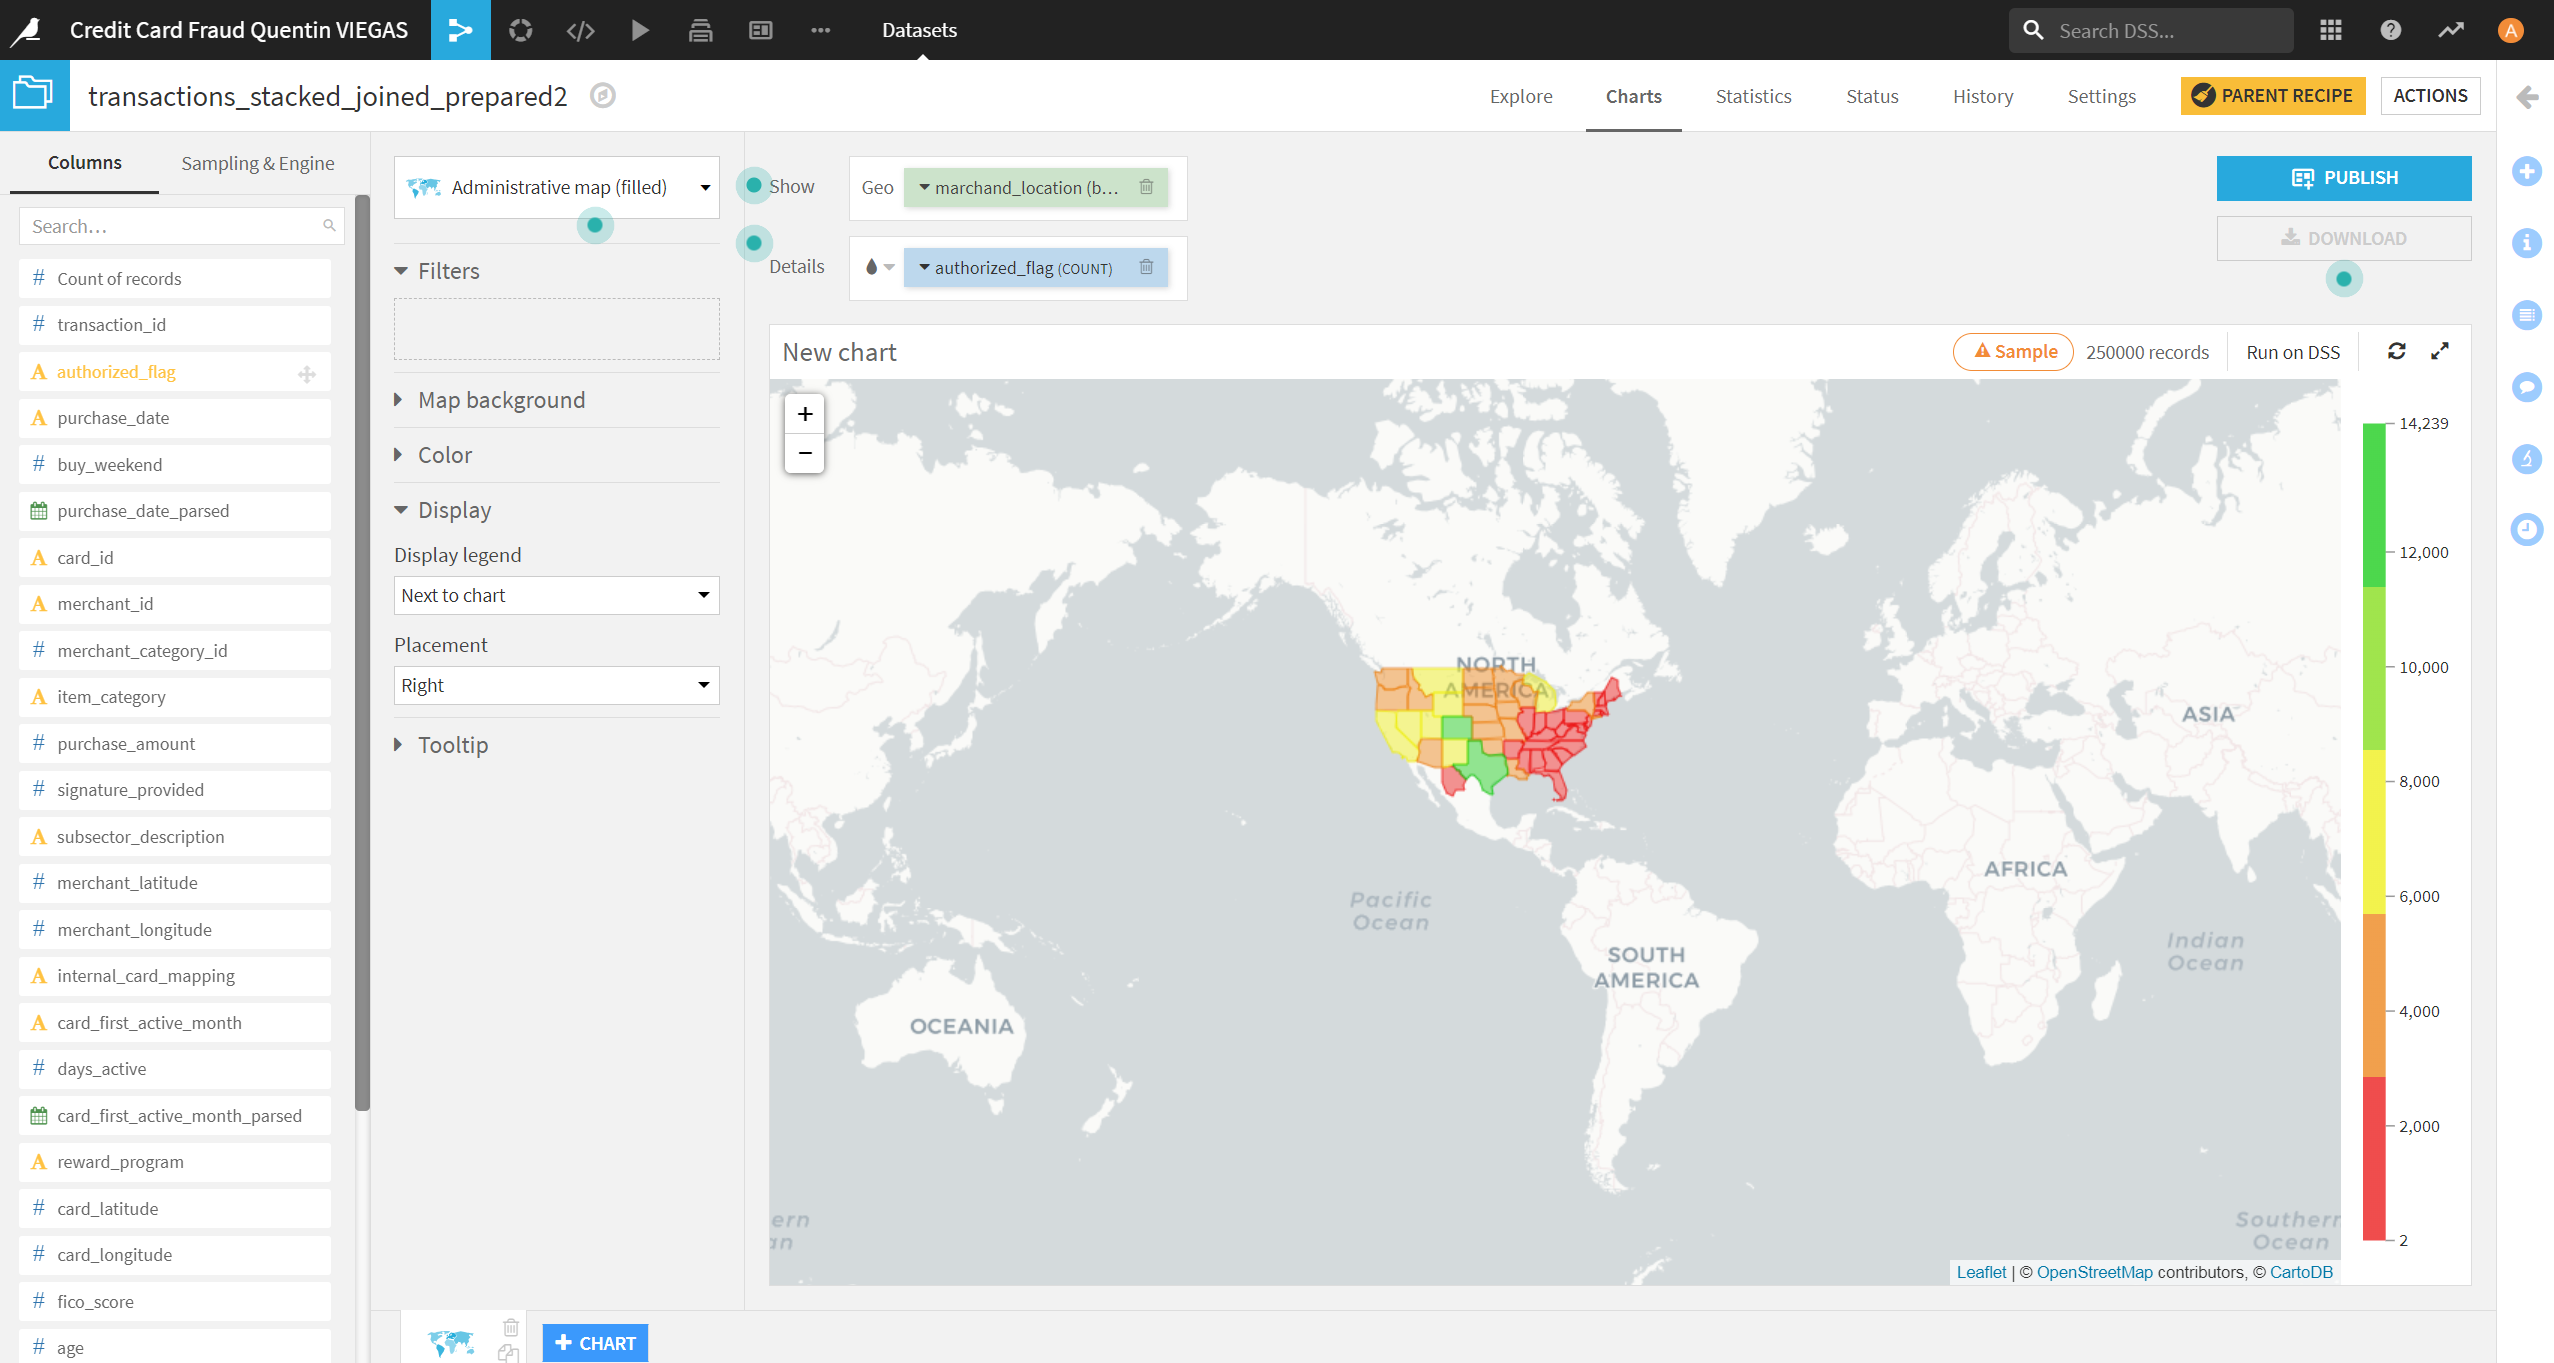 Credit Card Fraud Quentin VIEGAS
Datasets
Search DSS...
A
transactions_stacked_joined_prepared2
Explore
Charts
Statistics
Status
History
Settings
PARENT RECIPE
ACTIONS
Columns
Sampling & Engine
Search…
# Count of records
# transaction_id
A authorized_flag
A purchase_date
# buy_weekend
purchase_date_parsed
A card_id
A merchant_id
# merchant_category_id
A item_category
# purchase_amount
# signature_provided
A subsector_description
# merchant_latitude
# merchant_longitude
A internal_card_mapping
A card_first_active_month
# days_active
card_first_active_month_parsed
A reward_program
# card_latitude
# card_longitude
# fico_score
# age
Administrative map (filled)
Filters
Map background
Color
Display
Display legend
Next to chart
Placement
Right
Tooltip
Show
Geo
marchand_location (b...
Details
authorized_flag (COUNT)
PUBLISH
DOWNLOAD
New chart
Sample
250000 records
Run on DSS
+
−
NORTH
AMERICA
ASIA
AFRICA
Pacific
Ocean
SOUTH
AMERICA
Indian
Ocean
OCEANIA
ern
an
Southern
Ocean
14,239
12,000
10,000
8,000
6,000
4,000
2,000
2
Leaflet | © OpenStreetMap contributors, © CartoDB
+ CHART